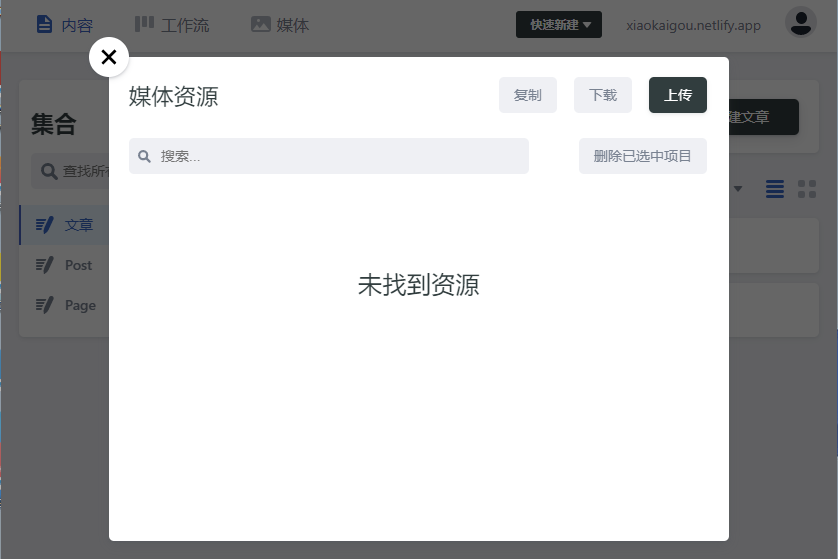 内容 工作流 媒体 快速新建 xiaokaigou.netlify.app
媒体资源 复制 下载 上传
集合 建文章
搜索... 删除已选中项目
查找所
文章
Post
未找到资源
Page